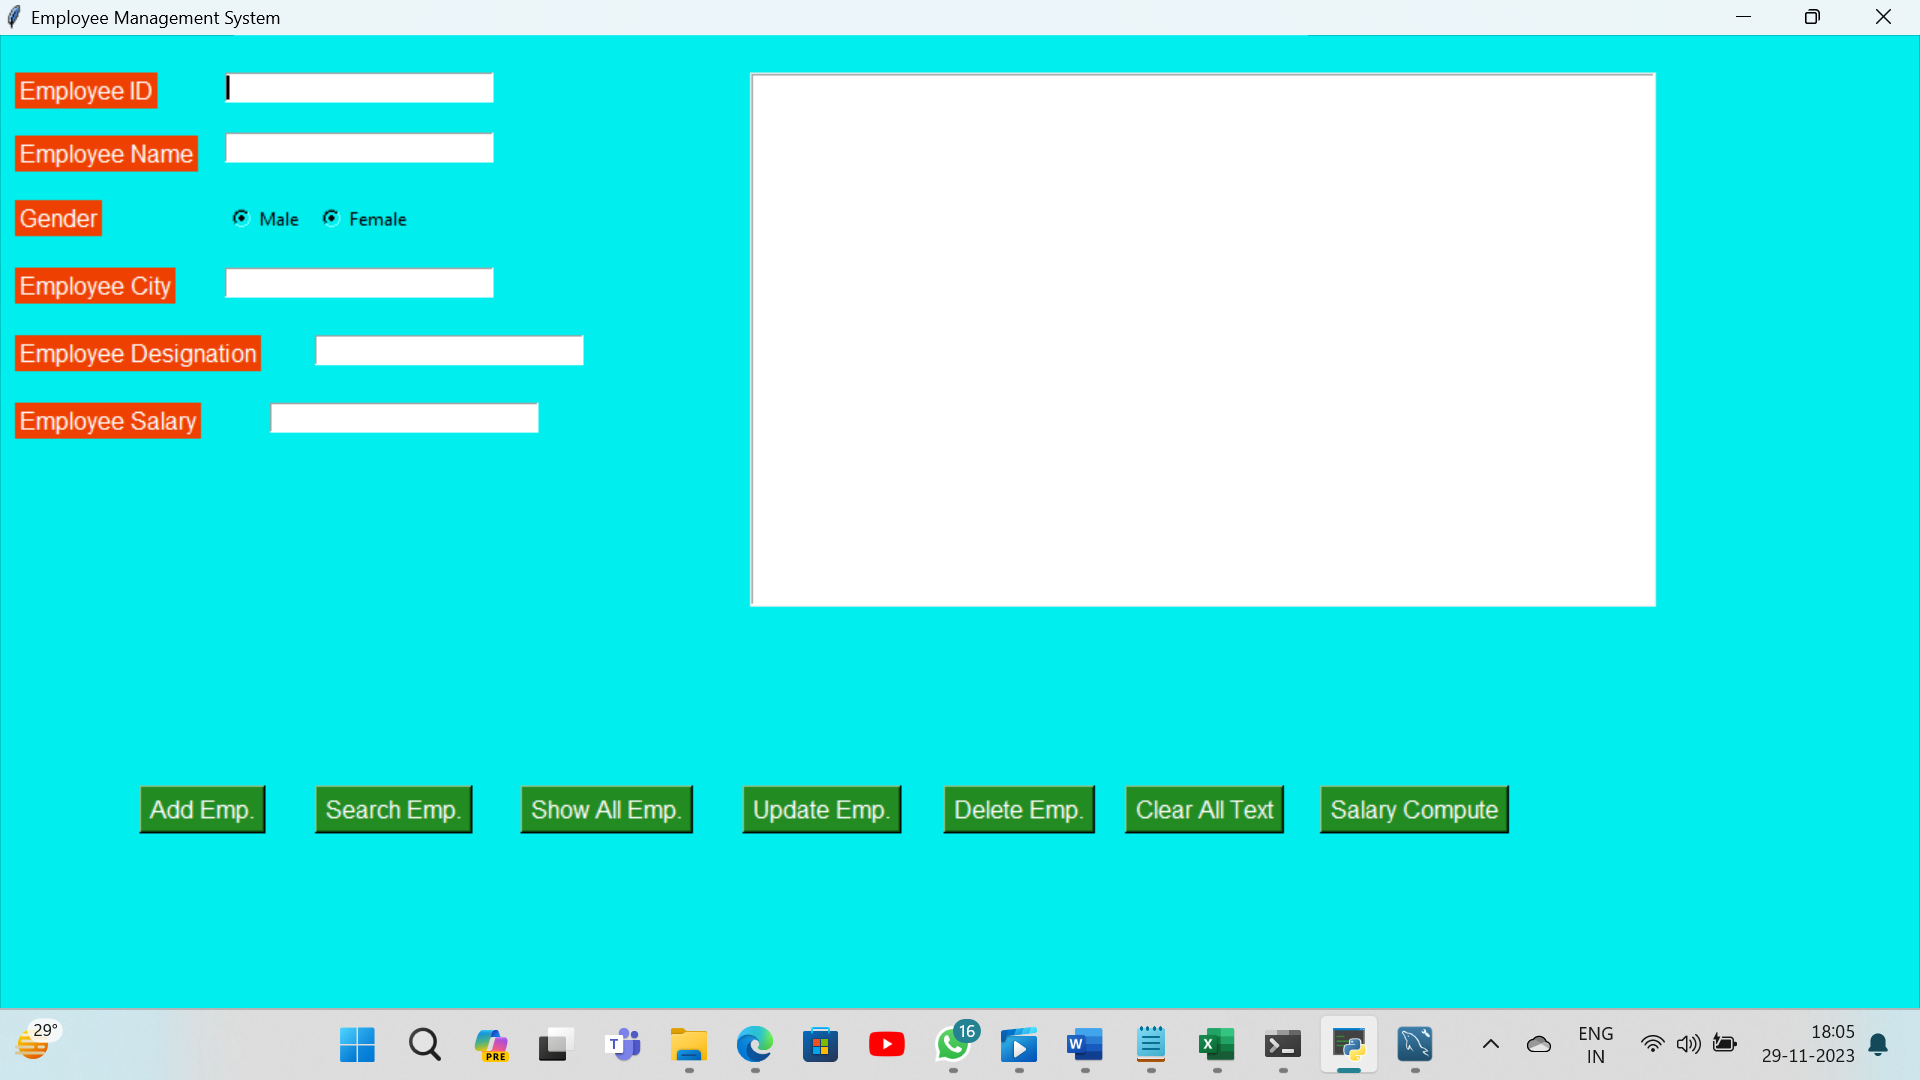 Employee Management System
Employee ID
Employee Name
Gender
Male
Female
Employee City
Employee Designation
Employee Salary
Add Emp.
Search Emp.
Show All Emp.
Update Emp.
Delete Emp.
Clear All Text
Salary Compute
29°
PRE
T
16
W
X
ENG
IN
18:05
29-11-2023